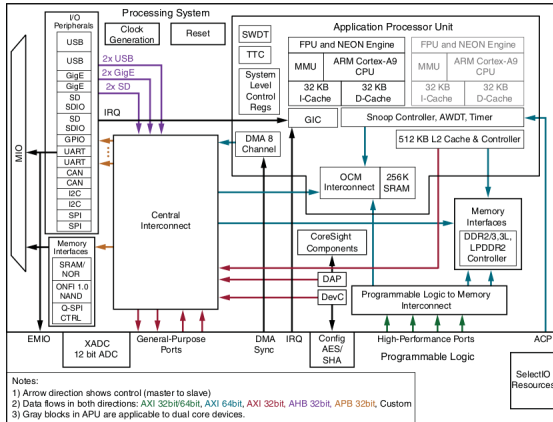 I/O
Peripherals
USB
USB
GigE
GigE
SD
SDIO
SD
SDIO
GPIO
UART
UART
CAN
CAN
I2C
I2C
SPI
SPI
Memory
Interfaces
SRAM/
NOR
ONFI 1.0
NAND
Q-SPI
CTRL
MIO
EMIO
Processing System
Clock
Generation
Reset
2x USB
2x GigE
2x SD
IRQ
Central
Interconnect
SWDT
TTC
System
Level
Control
Regs
DMA 8
Channel
Application Processor Unit
FPU and NEON Engine
MMU
ARM Cortex-A9
CPU
32 KB
I-Cache
32 KB
D-Cache
FPU and NEON Engine
MMU
ARM Cortex-A9
CPU
32 KB
I-Cache
32 KB
D-Cache
GIC
Snoop Controller, AWDT, Timer
512 KB L2 Cache & Controller
OCM
Interconnect
256K
SRAM
Memory
Interfaces
DDR2/3,3L,
LPDDR2
Controller
CoreSight
Components
DAP
DevC
Programmable Logic to Memory
Interconnect
XADC
12 bit ADC
General-Purpose
Ports
DMA
Sync
IRQ
Config
AES/
SHA
High-Performance Ports
ACP
Programmable Logic
SelectIO
Resources
Notes:
1) Arrow direction shows control (master to slave)
2) Data flows in both directions: AXI 32bit/64bit, AXI 64bit, AXI 32bit, AHB 32bit, APB 32bit, Custom
3) Gray blocks in APU are applicable to dual core devices.